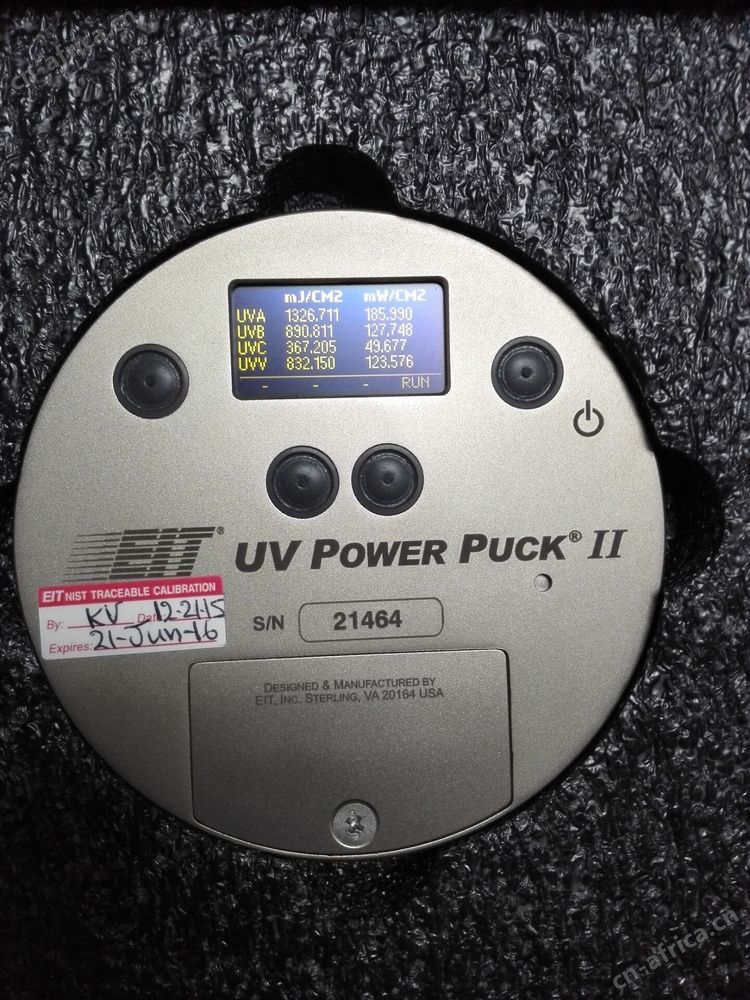 cn-africa.cn
mJ/CM2 mW/CM2
UVA 1326.711 185.990
UVB 890.811 127.748
UVC 367.205 49.677
UVV 832.150 123.576
- - - RUN
EIT® UV POWER PUCK® II
EIT NIST TRACEABLE CALIBRATION
By: KV Date 12-21-15
Expires: 21-Jun-16
S/N 21464
DESIGNED & MANUFACTURED BY
EIT, INC. STERLING, VA 20164 USA
cn-africa.cn